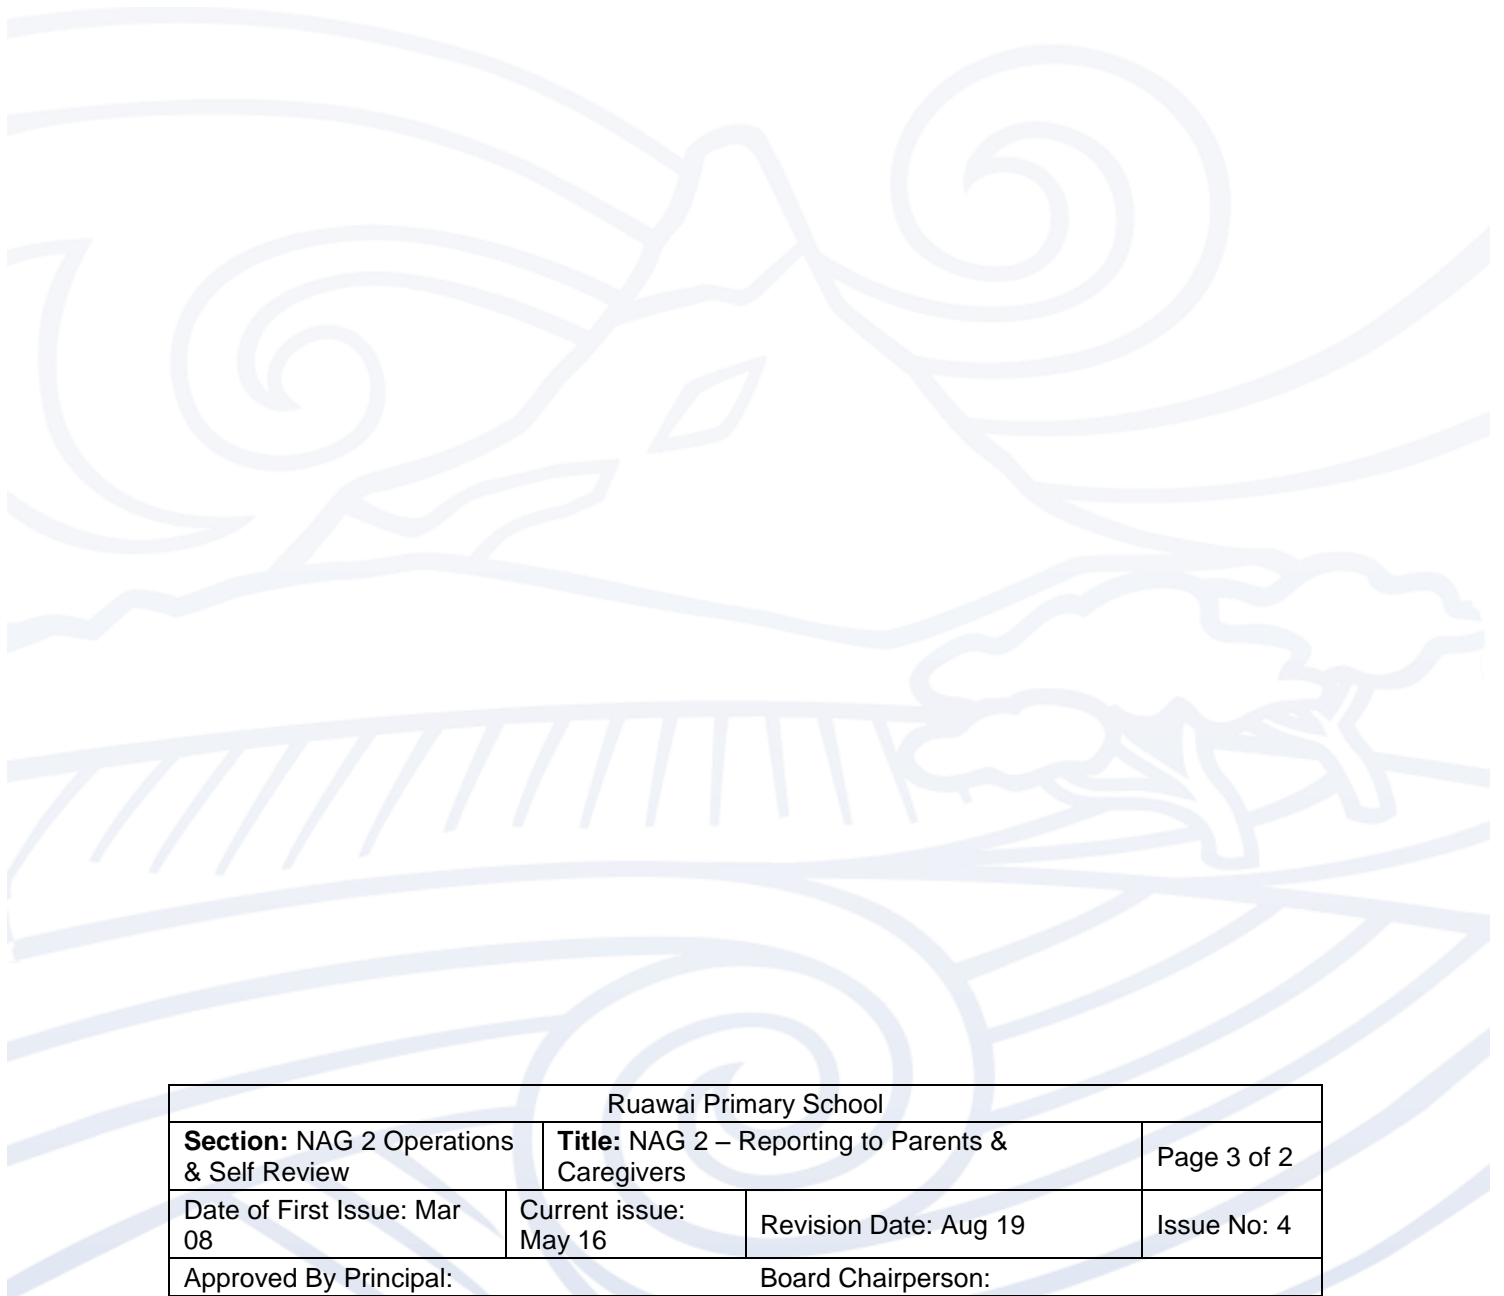 Ruawai Primary School
Section: NAG 2 Operations
& Self Review
Title: NAG 2 – Reporting to Parents &
Caregivers
Page 3 of 2
Date of First Issue: Mar
08
Current issue:
May 16
Revision Date: Aug 19
Issue No: 4
Approved By Principal:
Board Chairperson: